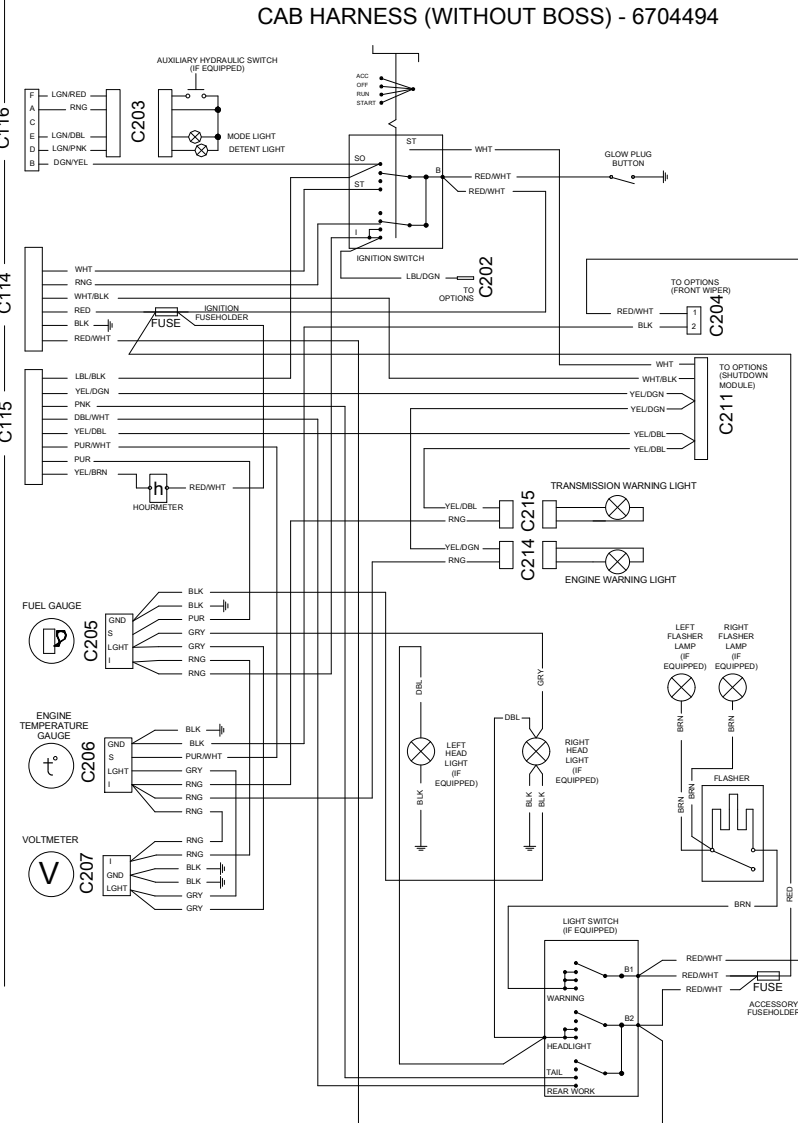 CAB HARNESS (WITHOUT BOSS) - 6704494
C116
F
A
C
E
D
B
LGN/RED
RNG
LGN/DBL
LGN/PNK
DGN/YEL
C203
AUXILIARY HYDRAULIC SWITCH
(IF EQUIPPED)
MODE LIGHT
DETENT LIGHT
ACC
OFF
RUN
START
ST
SO
ST
B
I
IGNITION SWITCH
WHT
RED/WHT
RED/WHT
GLOW PLUG
BUTTON
LBL/DGN
TO
OPTIONS
C202
C114
WHT
RNG
WHT/BLK
RED
BLK
RED/WHT
FUSE
IGNITION
FUSEHOLDER
TO OPTIONS
(FRONT WIPER)
RED/WHT
BLK
1
2
C204
C115
LBL/BLK
YEL/DGN
PNK
DBL/WHT
YEL/DBL
PUR/WHT
PUR
YEL/BRN
h
HOURMETER
RED/WHT
WHT
WHT/BLK
YEL/DGN
YEL/DGN
YEL/DBL
YEL/DBL
C211
TO OPTIONS
(SHUTDOWN
MODULE)
YEL/DBL
RNG
C215
TRANSMISSION WARNING LIGHT
YEL/DGN
RNG
C214
ENGINE WARNING LIGHT
FUEL GAUGE
C205
GND
S
LGHT
I
BLK
BLK
PUR
GRY
GRY
RNG
RNG
ENGINE
TEMPERATURE
GAUGE
t°
C206
GND
S
LGHT
I
BLK
BLK
PUR/WHT
GRY
RNG
RNG
RNG
VOLTMETER
V
C207
I
GND
LGHT
RNG
RNG
BLK
BLK
GRY
GRY
DBL
BLK
LEFT
HEAD
LIGHT
(IF
EQUIPPED)
DBL
GRY
BLK
BLK
RIGHT
HEAD
LIGHT
(IF
EQUIPPED)
LEFT
FLASHER
LAMP
(IF
EQUIPPED)
RIGHT
FLASHER
LAMP
(IF
EQUIPPED)
BRN
BRN
BRN
BRN
FLASHER
BRN
RED
LIGHT SWITCH
(IF EQUIPPED)
B1
WARNING
B2
HEADLIGHT
TAIL
REAR WORK
RED/WHT
RED/WHT
RED/WHT
FUSE
ACCESSORY
FUSEHOLDER